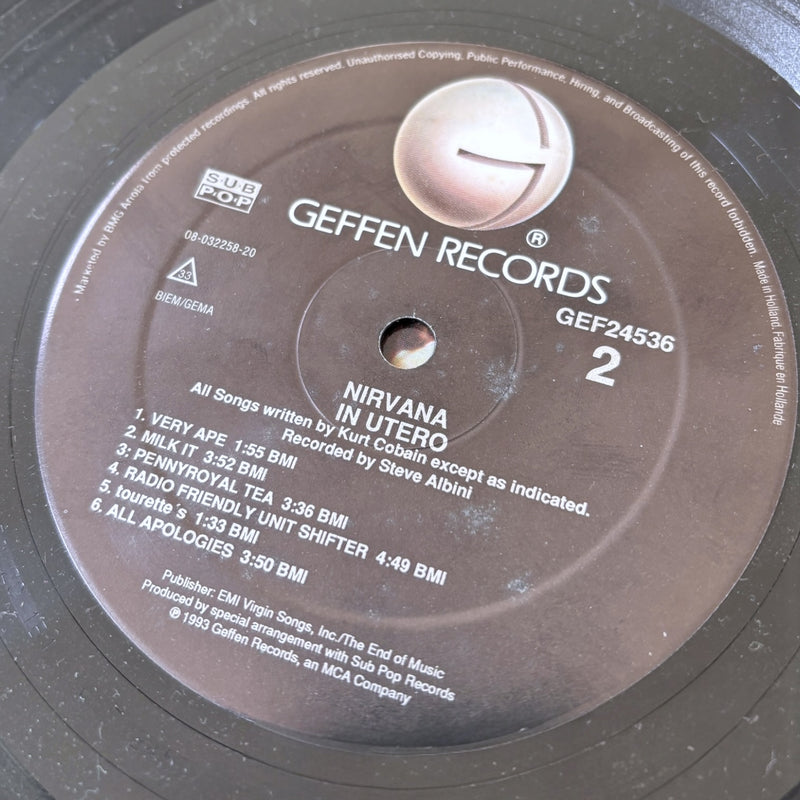 Marketed by BMG Ariola from protected recordings. All rights reserved. Unauthorised Copying, Public Performance, Hiring, and Broadcasting of this record forbidden. Made in Holland. Fabriqué en Hollande
SUB
POP
08-032258-20
33
BIEM/GEMA
GEFFEN RECORDS
®
GEF24536
2
NIRVANA
IN UTERO
All Songs written by Kurt Cobain except as indicated.
Recorded by Steve Albini
1. VERY APE 1:55 BMI
2. MILK IT 3:52 BMI
3: PENNYROYAL TEA 3:36 BMI
4. RADIO FRIENDLY UNIT SHIFTER 4:49 BMI
5. tourette's 1:33 BMI
6. ALL APOLOGIES 3:50 BMI
Publisher: EMI Virgin Songs, Inc./The End of Music
Produced by special arrangement with Sub Pop Records
℗ 1993 Geffen Records, an MCA Company